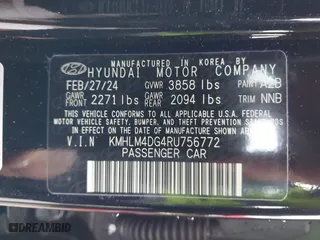 MANUFACTURED IN KOREA BY
HYUNDAI MOTOR COMPANY
FEB/27/24 GVWR 3858 lbs PAINT A2B
GAWR FRONT 2271 lbs GAWR REAR 2094 lbs TRIM NNB
THIS VEHICLE CONFORMS TO ALL APPLICABLE
FEDERAL MOTOR VEHICLE SAFETY, BUMPER,
AND THEFT PREVENTION STANDARDS IN EFFECT
ON THE DATE OF MANUFACTURE SHOWN ABOVE.
V.I.N KMHLM4DG4RU756772
PASSENGER CAR
DREAMBID